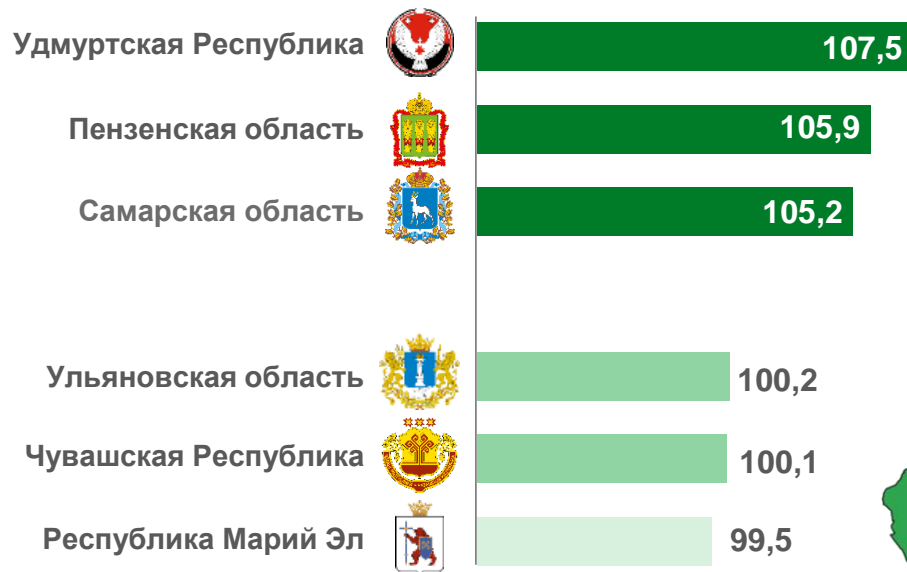 Удмуртская Республика 107,5
Пензенская область 105,9
Самарская область 105,2
Ульяновская область 100,2
Чувашская Республика 100,1
Республика Марий Эл 99,5